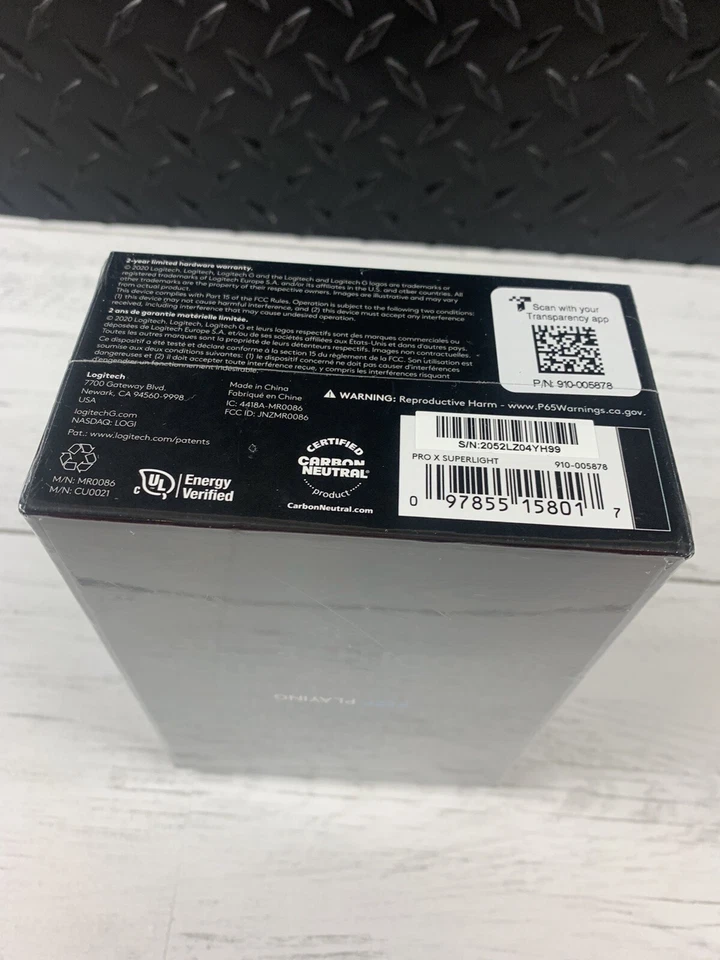 2-year limited hardware warranty.
© 2020 Logitech, Logitech, Logitech G and the Logitech and Logitech G logos are trademarks or
registered trademarks of Logitech Europe S.A. and/or its affiliates in the U.S. and other countries. All
other trademarks are the property of their respective owners. Images are illustrative and may vary
from actual product.
This device complies with Part 15 of the FCC Rules. Operation is subject to the following two conditions:
(1) this device may not cause harmful interference, and (2) this device must accept any interference
received, including interference that may cause undesired operation.
2 ans de garantie matérielle limitée.
© 2020 Logitech, Logitech, Logitech G et leurs logos respectifs sont des marques commerciales ou
déposées de Logitech Europe S.A. et/ou de ses sociétés affiliées aux États-Unis et dans d'autres pays.
Toutes les autres marques sont la propriété de leurs détenteurs respectifs. Images non contractuelles.
Ce dispositif a été testé et déclaré conforme à la section 15 du règlement de la FCC. Son utilisation est
soumise aux deux conditions suivantes: (1) le dispositif concerné ne doit pas causer d'interférences
dangereuses et (2) il doit accepter toute interférence reçue, y compris les interférences risquant
d'engendrer un fonctionnement indésirable.
Scan with your
Transparency app
P/N: 910-005878
Logitech
7700 Gateway Blvd.
Newark, CA 94560-9998
USA
logitechG.com
NASDAQ: LOGI
Pat.: www.logitech.com/patents
Made in China
Fabriqué en Chine
IC: 4418A-MR0086
FCC ID: JNZMR0086
WARNING: Reproductive Harm - www.P65Warnings.ca.gov.
M/N: MR0086
M/N: CU0021
c UL Energy
Verified
CERTIFIED
CARBON
NEUTRAL®
product
CarbonNeutral.com
S/N:2052LZ04YH99
PRO X SUPERLIGHT 910-005878
0 97855 15801 7
PLAYING